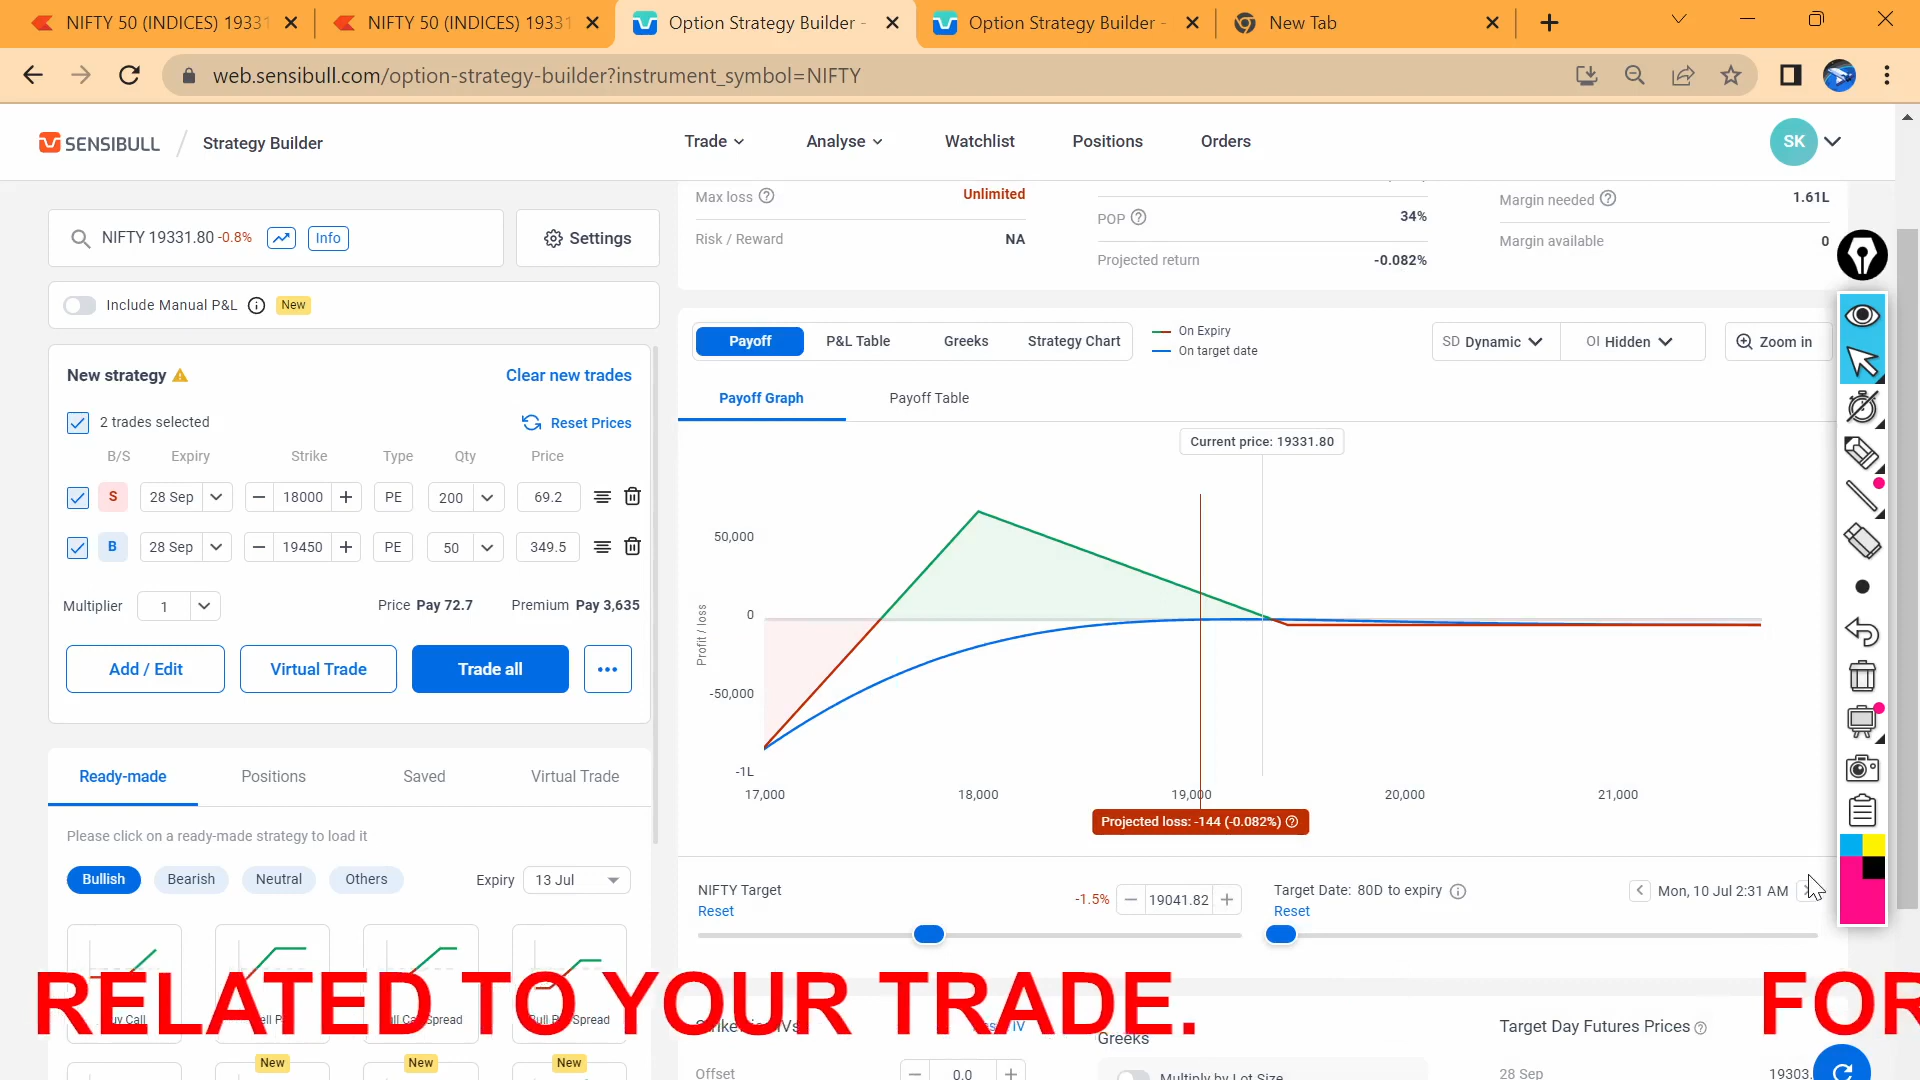 NIFTY 50 (INDICES) 19331
NIFTY 50 (INDICES) 19331
Option Strategy Builder -
Option Strategy Builder -
New Tab
web.sensibull.com/option-strategy-builder?instrument_symbol=NIFTY
SENSIBULL / Strategy Builder
Trade
Analyse
Watchlist
Positions
Orders
SK
NIFTY 19331.80 -0.8%
Info
Settings
Include Manual P&L
New
New strategy
Clear new trades
2 trades selected
Reset Prices
B/S Expiry Strike Type Qty Price
S 28 Sep − 18000 + PE 200 69.2
B 28 Sep − 19450 + PE 50 349.5
Multiplier 1
Price Pay 72.7
Premium Pay 3,635
Add / Edit
Virtual Trade
Trade all
Ready-made
Positions
Saved
Virtual Trade
Please click on a ready-made strategy to load it
Bullish
Bearish
Neutral
Others
Expiry 13 Jul
New
New
New
Max loss Unlimited
Risk / Reward NA
POP 34%
Projected return -0.082%
Margin needed 1.61L
Margin available 0
Payoff
P&L Table
Greeks
Strategy Chart
On Expiry
On target date
SD Dynamic
OI Hidden
Zoom in
Payoff Graph
Payoff Table
Current price: 19331.80
Profit / loss
50,000
0
-50,000
-1L
17,000
18,000
19,000
20,000
21,000
Projected loss: -144 (-0.082%)
NIFTY Target
Reset
-1.5% − 19041.82 +
Target Date: 80D to expiry
Reset
Mon, 10 Jul 2:31 AM
RELATED TO YOUR TRADE.
FOR
Greeks
Target Day Futures Prices
Offset − 0.0 +
Multiply by Lot Size
28 Sep 19303.